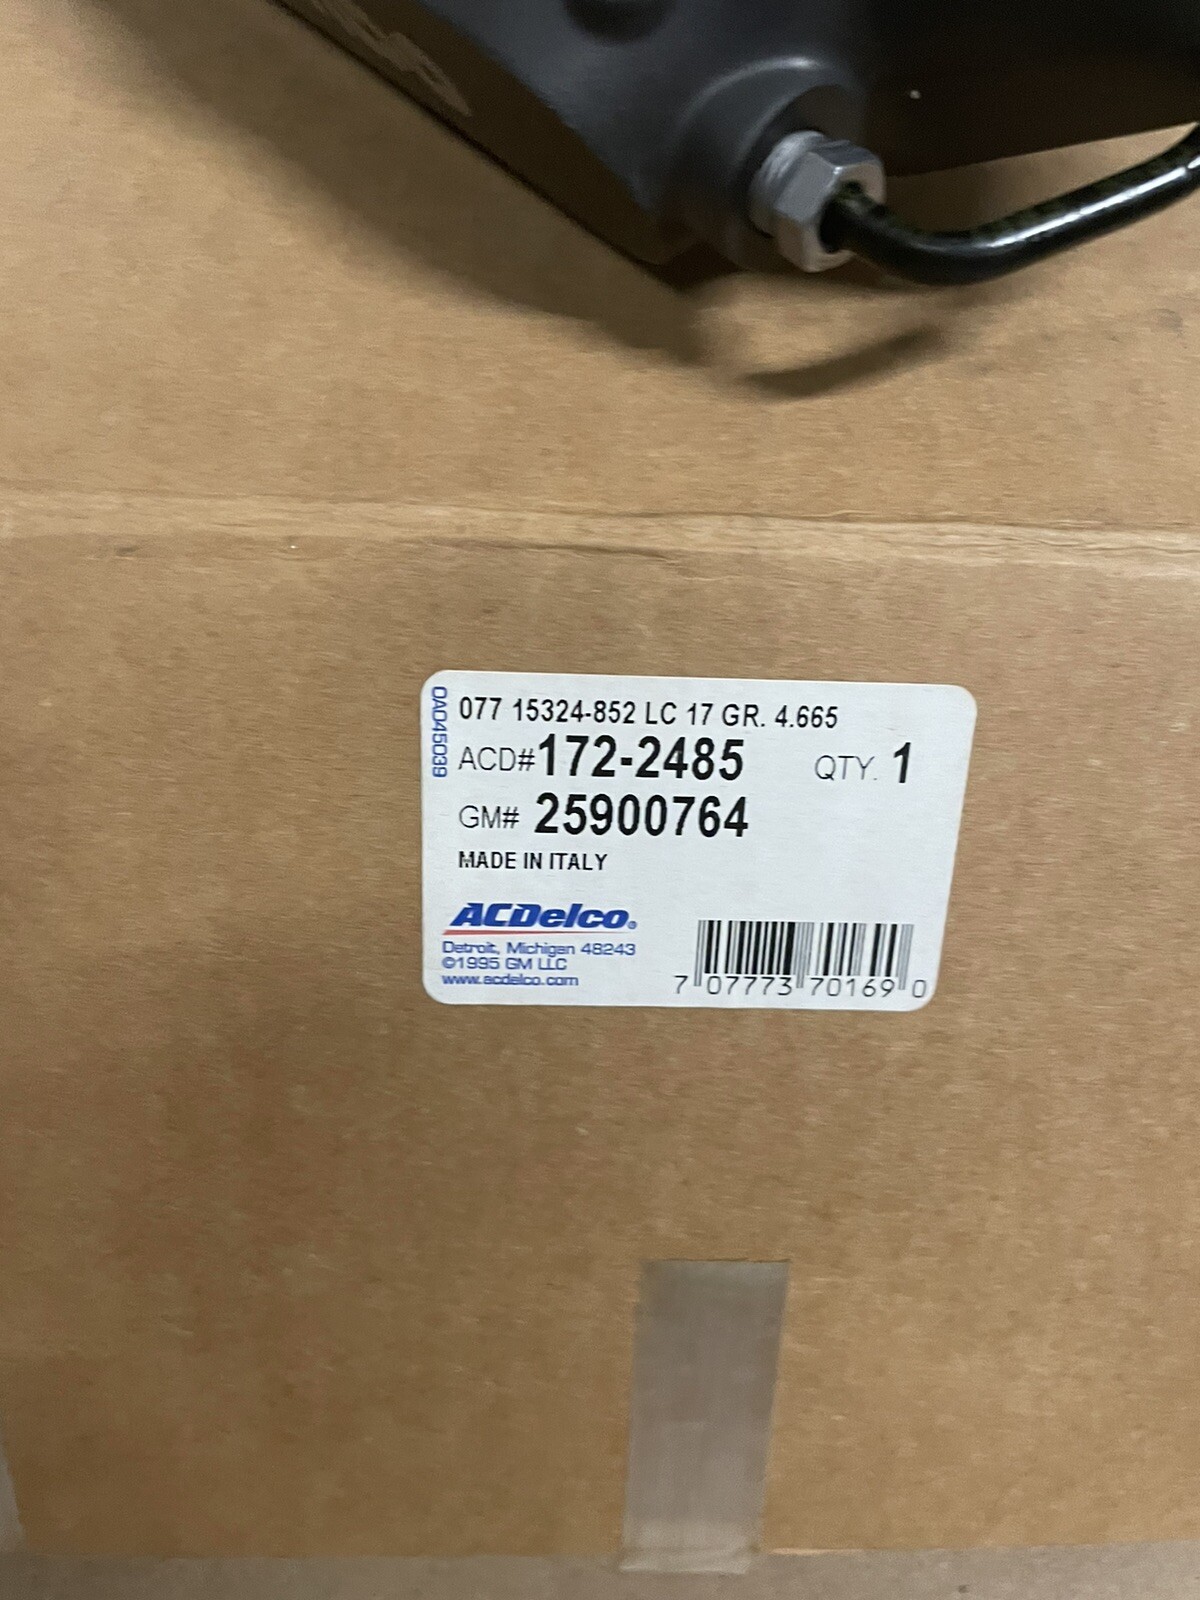 077 15324-852 LC 17 GR. 4.665
ACD# 172-2485 QTY. 1
GM# 25900764
MADE IN ITALY
ACDelco®
Detroit, Michigan 48243
©1995 GM LLC
www.acdelco.com
7 07773 70169 0
0AD45039